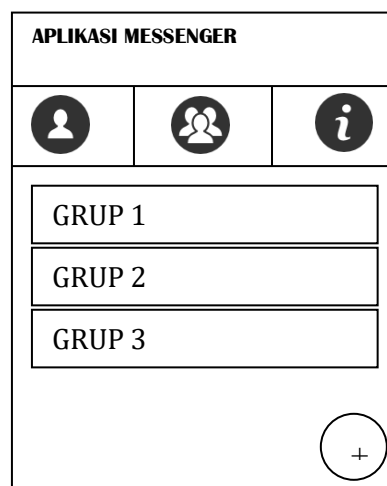 APLIKASI MESSENGER
i
GRUP 1
GRUP 2
GRUP 3
+